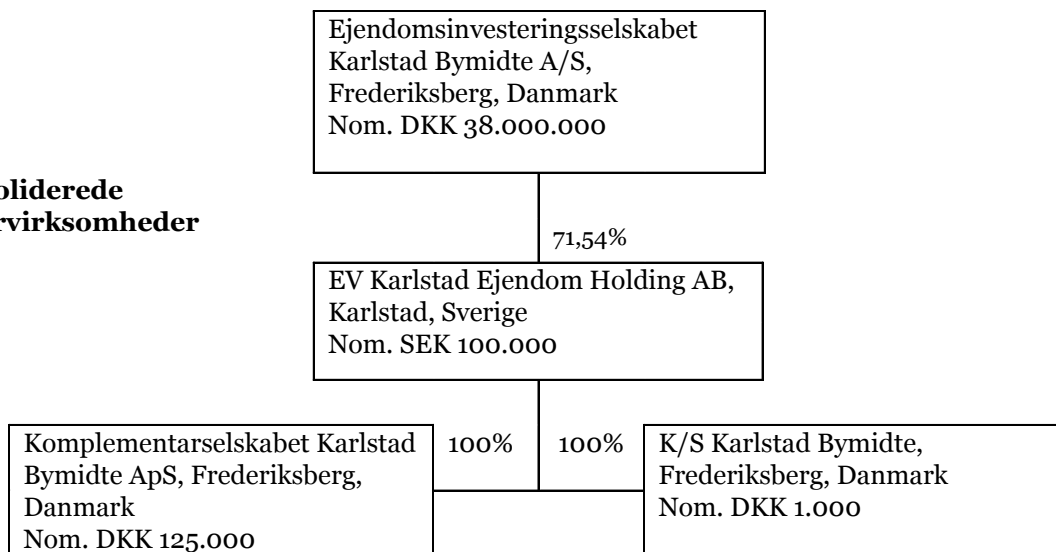 Ejendomsinvesteringsselskabet
Karlstad Bymidte A/S,
Frederiksberg, Danmark
Nom. DKK 38.000.000
oliderede
rvirksomheder
71,54%
EV Karlstad Ejendom Holding AB,
Karlstad, Sverige
Nom. SEK 100.000
Komplementarselskabet Karlstad
Bymidte ApS, Frederiksberg,
Danmark
Nom. DKK 125.000
100%
100%
K/S Karlstad Bymidte,
Frederiksberg, Danmark
Nom. DKK 1.000